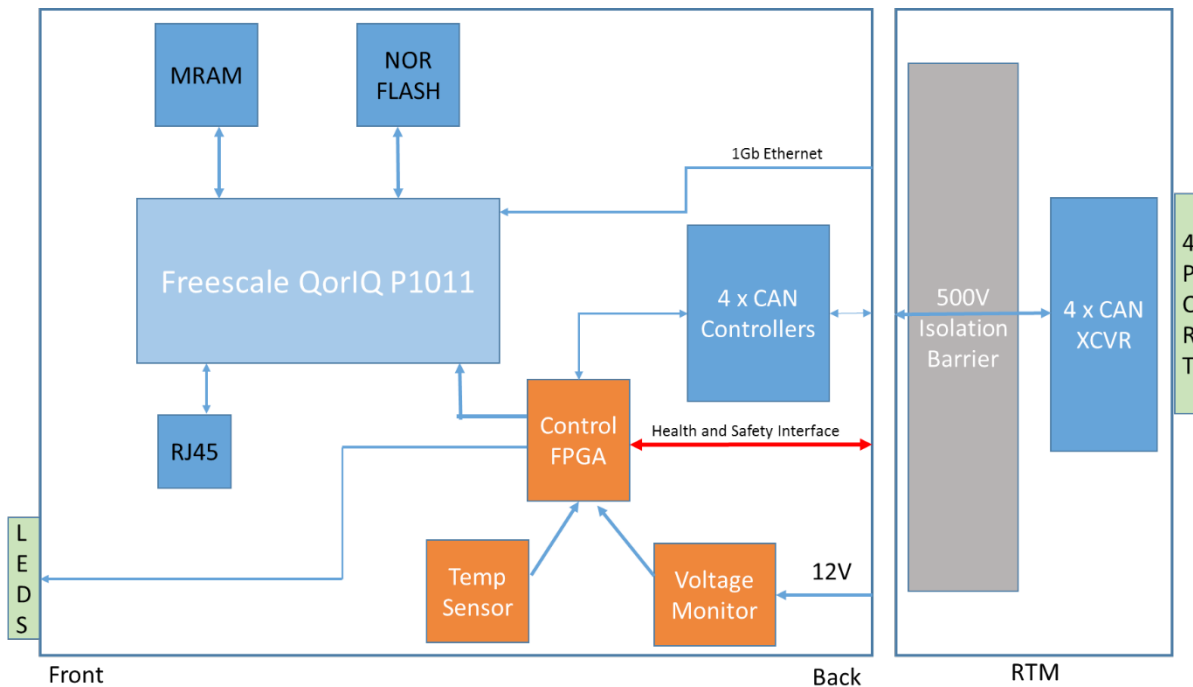 MRAM
NOR
FLASH
1Gb Ethernet
Freescale QorIQ P1011
4 x CAN
Controllers
500V
Isolation
Barrier
4 x CAN
XCVR
4
P
O
R
T
RJ45
Control
FPGA
Health and Safety Interface
L
E
D
S
Temp
Sensor
Voltage
Monitor
12V
Front
Back
RTM